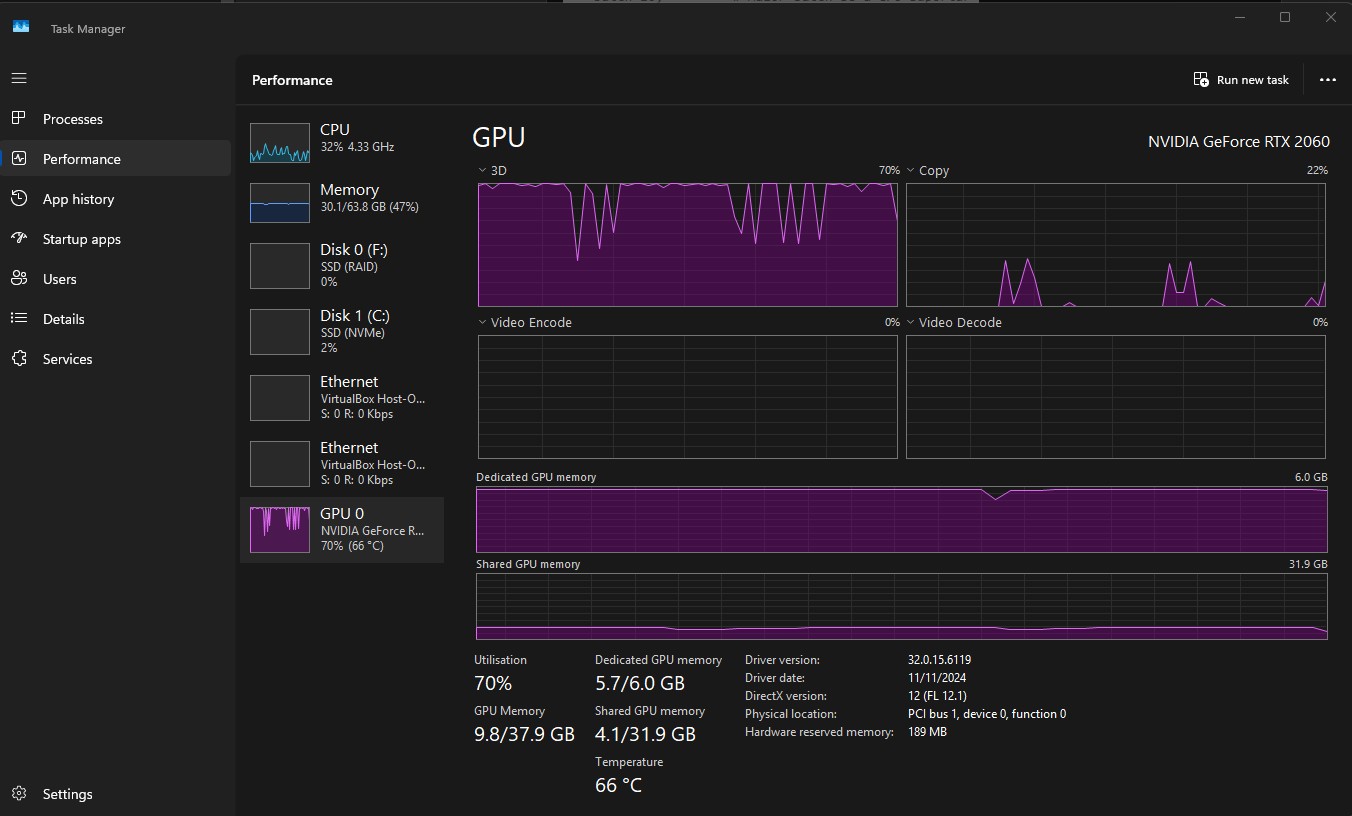 Task Manager
Performance
Run new task
Processes
Performance
App history
Startup apps
Users
Details
Services
Settings
CPU
32% 4.33 GHz
Memory
30.1/63.8 GB (47%)
Disk 0 (F:)
SSD (RAID)
0%
Disk 1 (C:)
SSD (NVMe)
2%
Ethernet
VirtualBox Host-O...
S: 0 R: 0 Kbps
Ethernet
VirtualBox Host-O...
S: 0 R: 0 Kbps
GPU 0
NVIDIA GeForce R...
70% (66 °C)
GPU
NVIDIA GeForce RTX 2060
3D 70%
Copy 22%
Video Encode 0%
Video Decode 0%
Dedicated GPU memory 6.0 GB
Shared GPU memory 31.9 GB
Utilisation
70%
GPU Memory
9.8/37.9 GB
Dedicated GPU memory
5.7/6.0 GB
Shared GPU memory
4.1/31.9 GB
Temperature
66 °C
Driver version: 32.0.15.6119
Driver date: 11/11/2024
DirectX version: 12 (FL 12.1)
Physical location: PCI bus 1, device 0, function 0
Hardware reserved memory: 189 MB